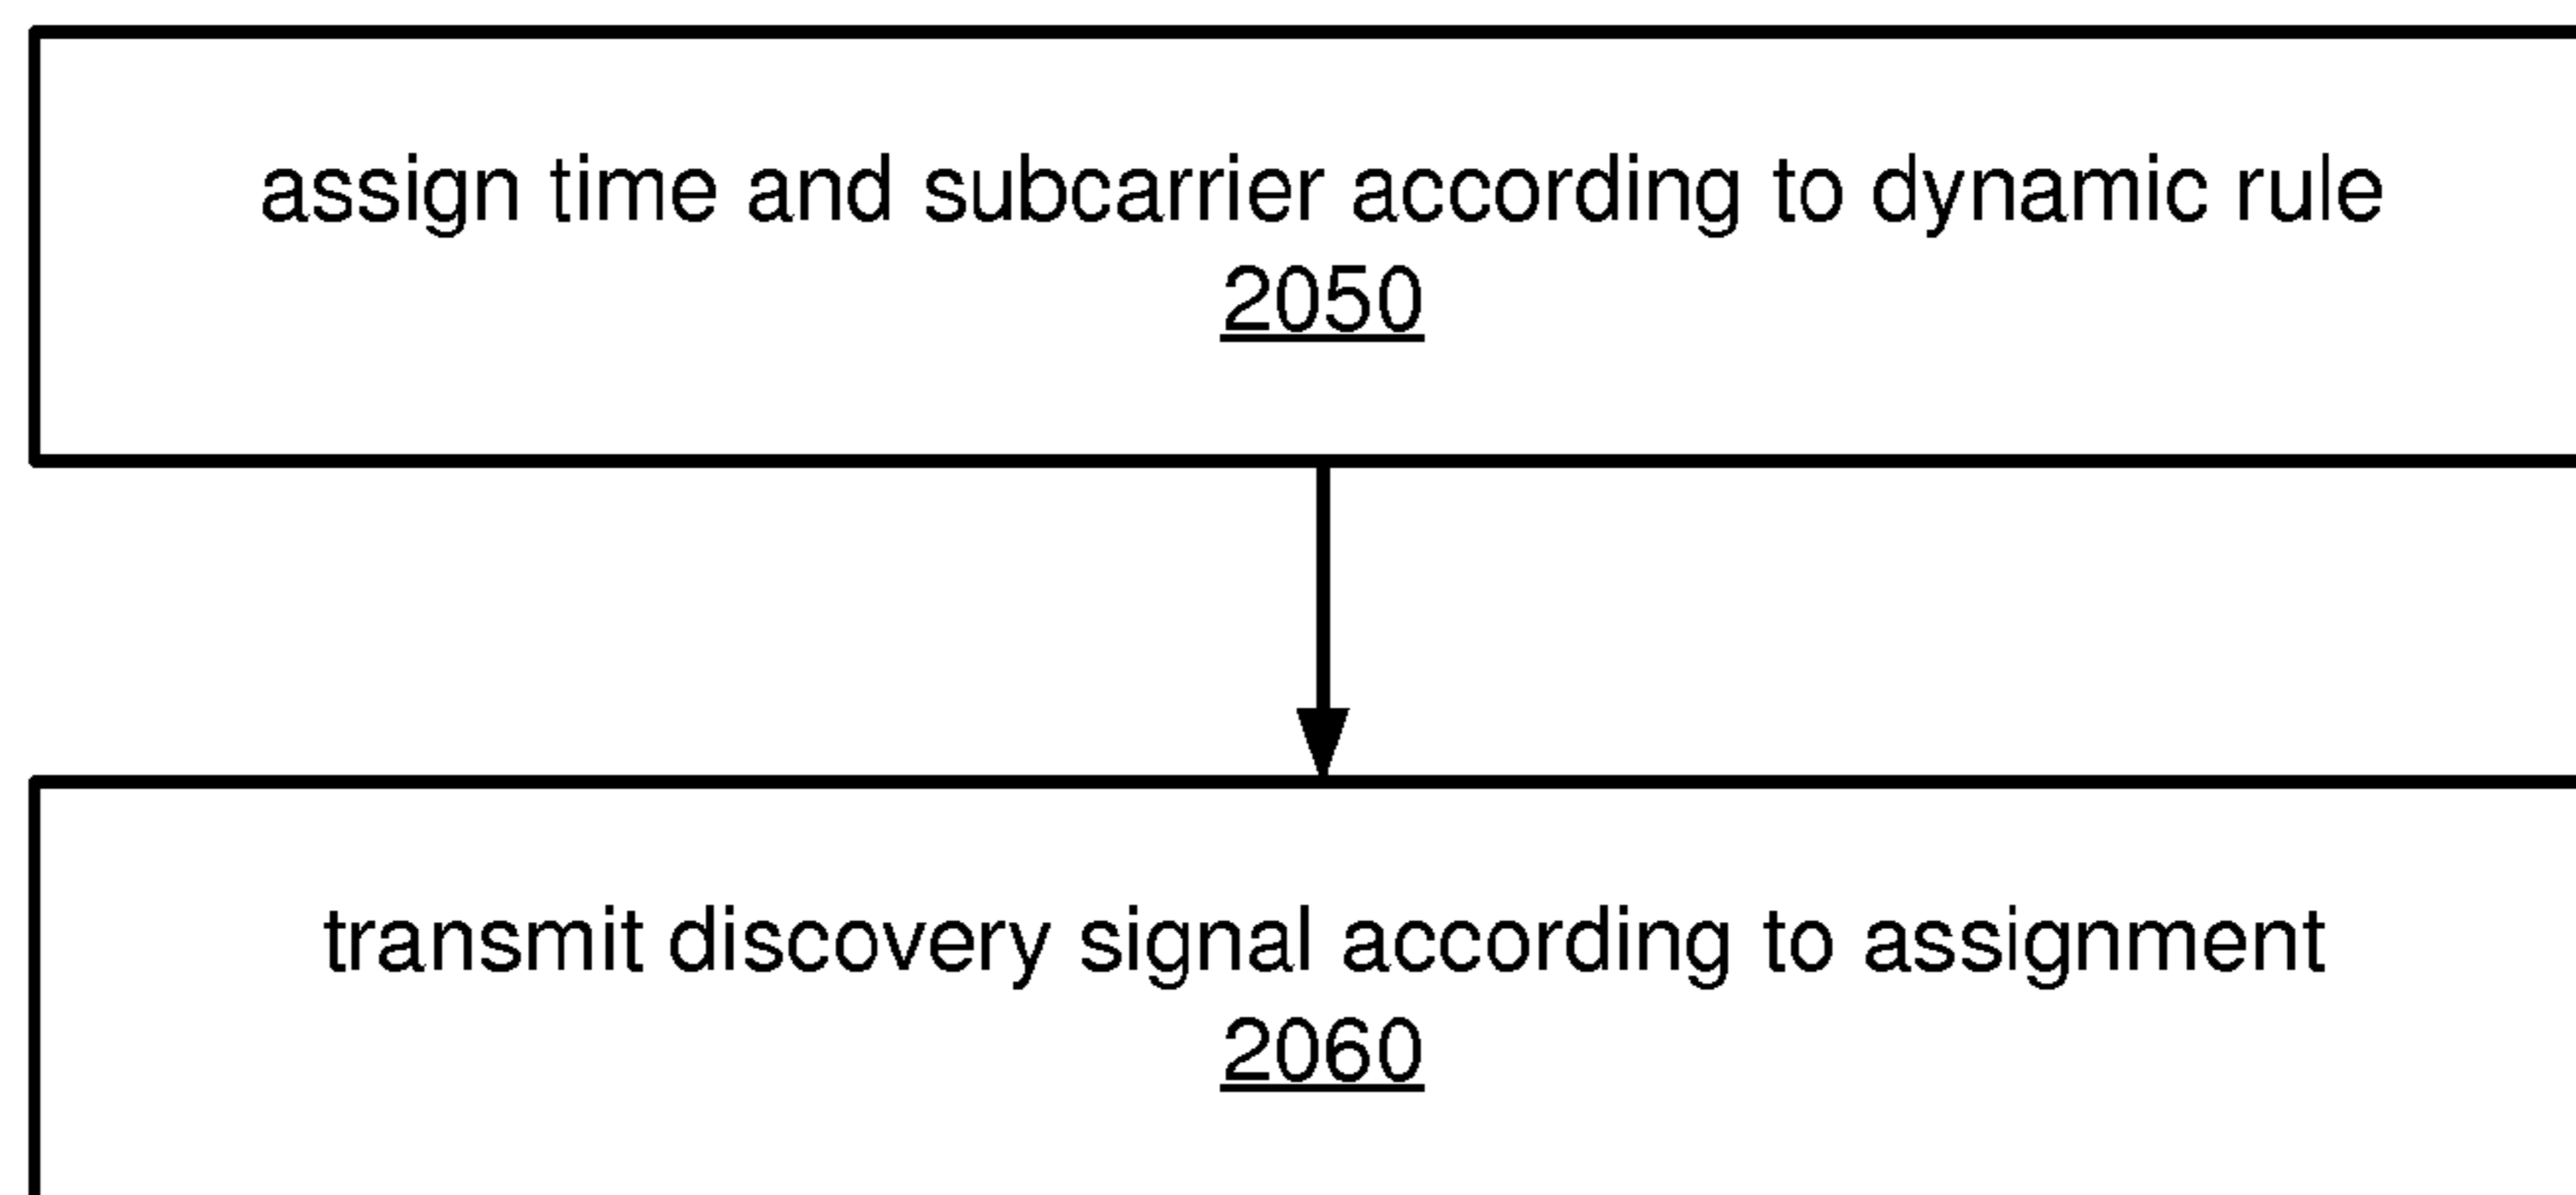 assign time and subcarrier according to dynamic rule
2050
transmit discovery signal according to assignment
2060